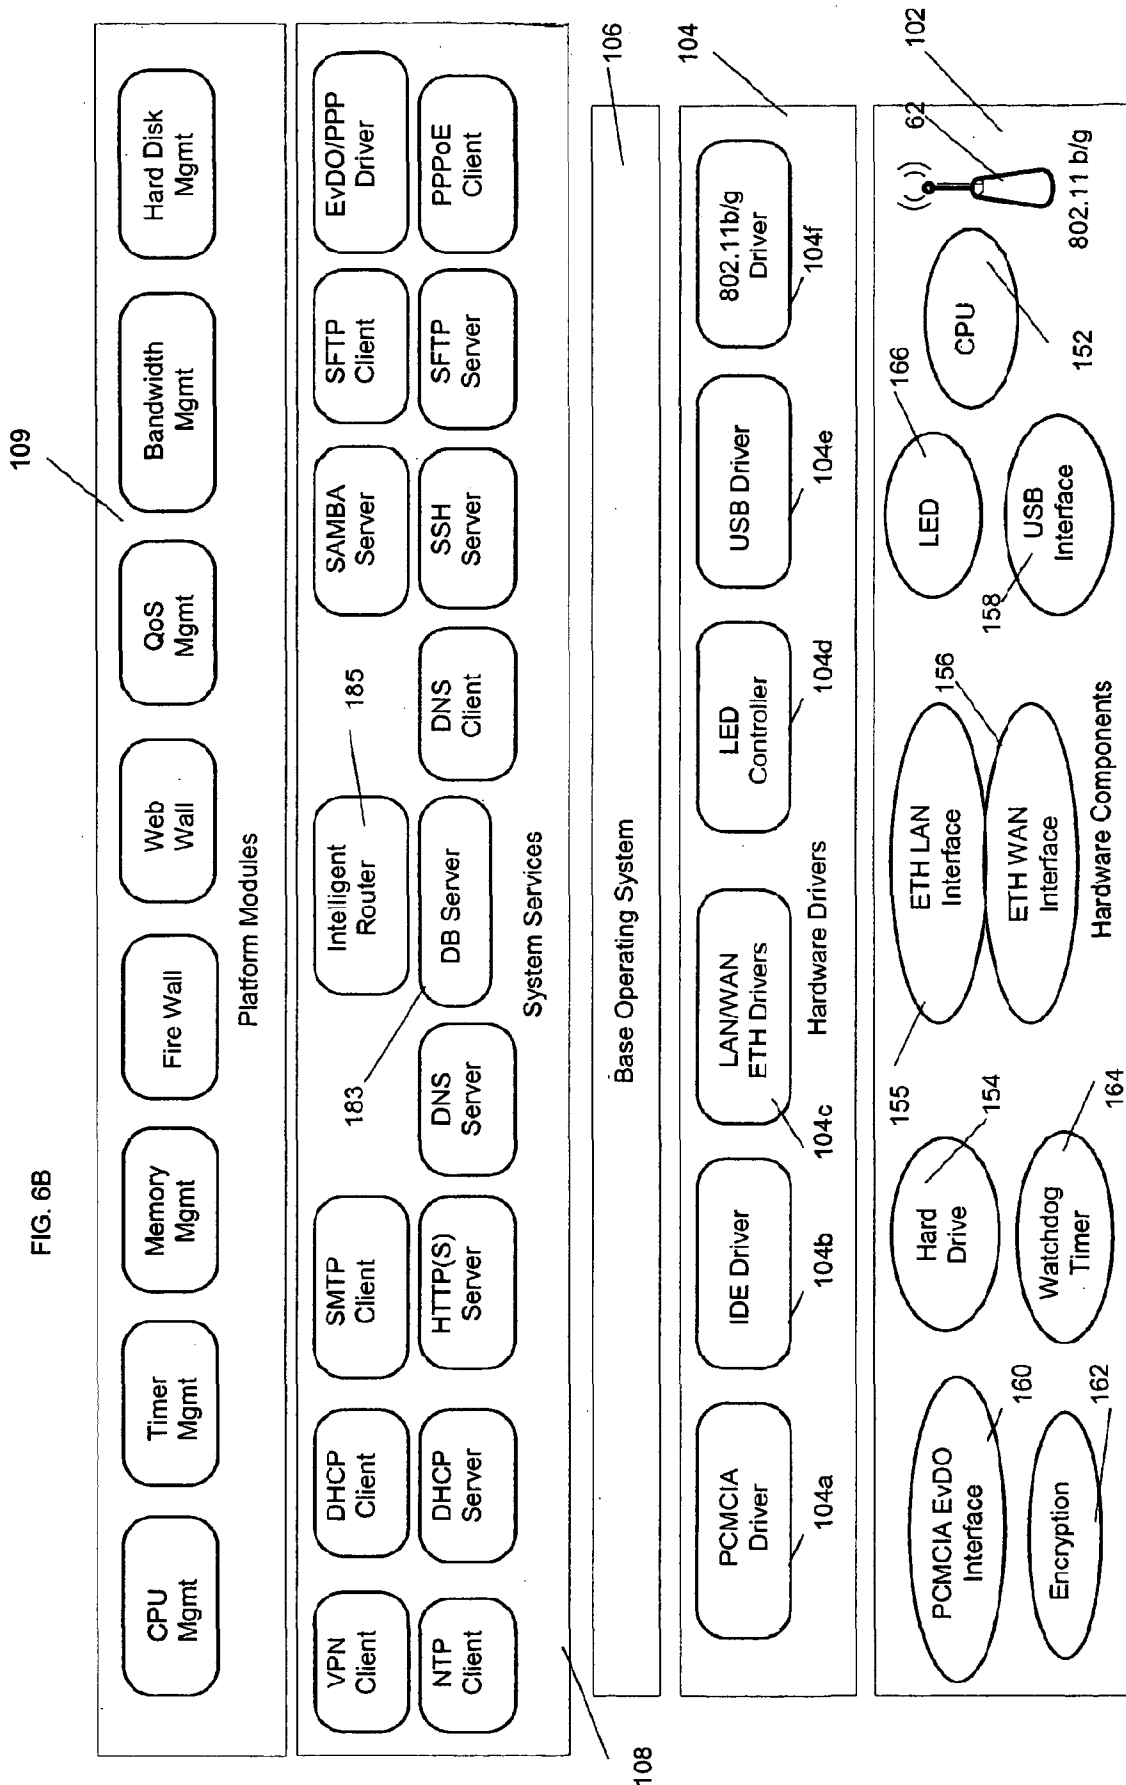 FIG. 6B
109
CPU
Mgmt
Timer
Mgmt
Memory
Mgmt
Fire Wall
Web
Wall
QoS
Mgmt
Bandwidth
Mgmt
Hard Disk
Mgmt
Platform Modules
VPN
Client
DHCP
Client
SMTP
Client
183
Intelligent
Router
185
SAMBA
Server
SFTP
Client
EvDO/PPP
Driver
NTP
Client
DHCP
Server
HTTP(S)
Server
DNS
Server
DB Server
DNS
Client
SSH
Server
SFTP
Server
PPPoE
Client
System Services
108
Base Operating System
106
104
PCMCIA
Driver
IDE Driver
LAN/WAN
ETH Drivers
LED
Controller
USB Driver
802.11b/g
Driver
104a
104b
104c
104d
104e
104f
Hardware Drivers
PCMCIA EvDO
Interface
160
Hard
Drive
154
155
ETH LAN
Interface
156
LED
166
CPU
152
62
102
Encryption
162
Watchdog
Timer
164
ETH WAN
Interface
158
USB
Interface
802.11 b/g
Hardware Components